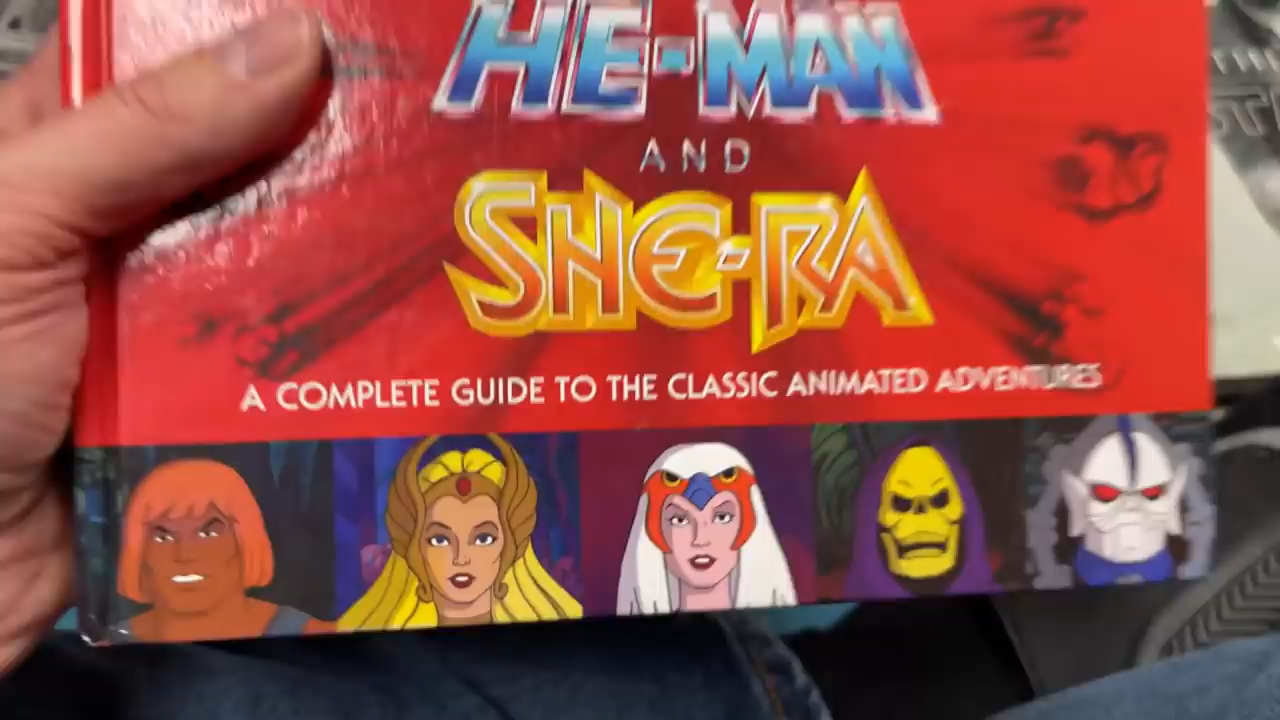 HE-MAN
AND
SHE-RA
A COMPLETE GUIDE TO THE CLASSIC ANIMATED ADVENTURES